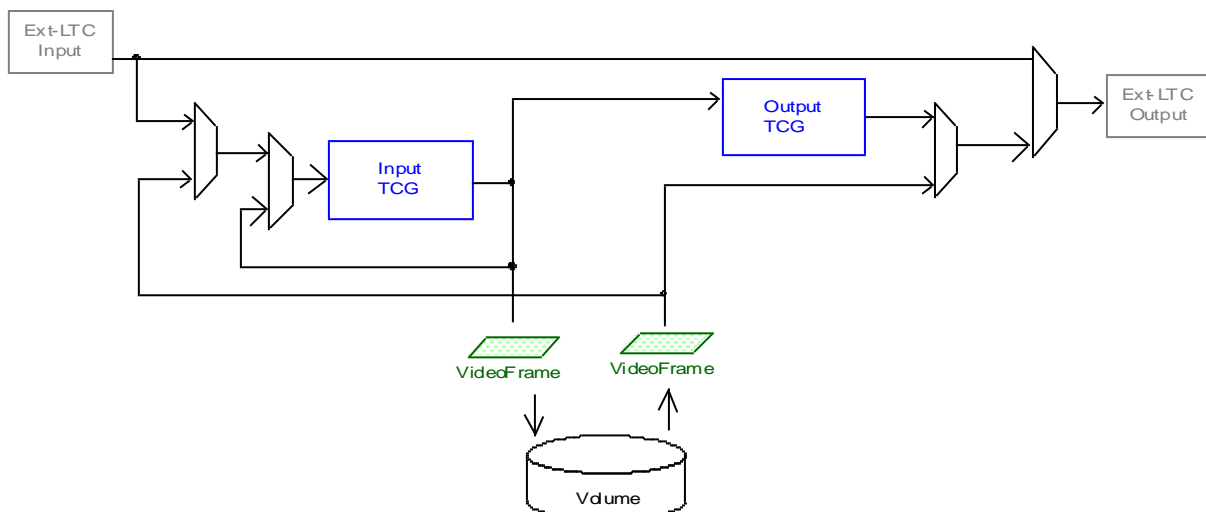 Ext-LTC
Input
Output
TCG
Ext-LTC
Output
Input
TCG
VideoFrame
VideoFrame
Volume